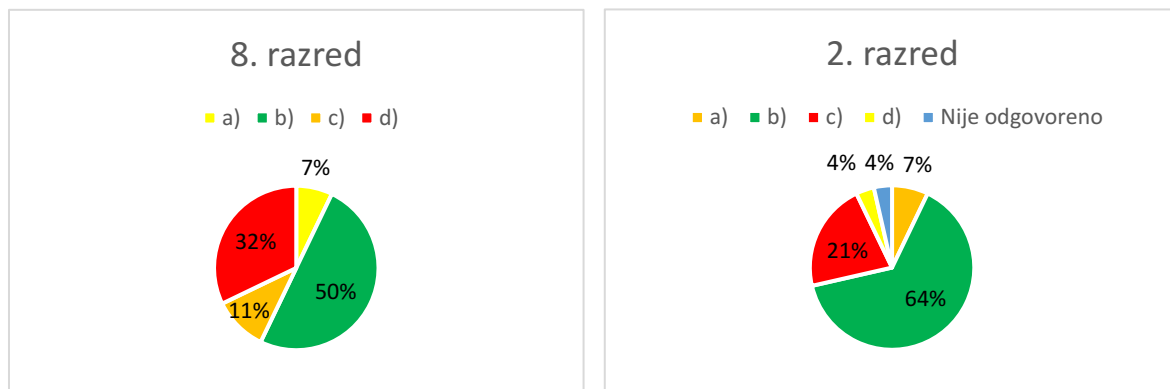 8. razred
a) b) c) d)
7%
32%
50%
11%
2. razred
a) b) c) d) Nije odgovoreno
4% 4% 7%
21%
64%